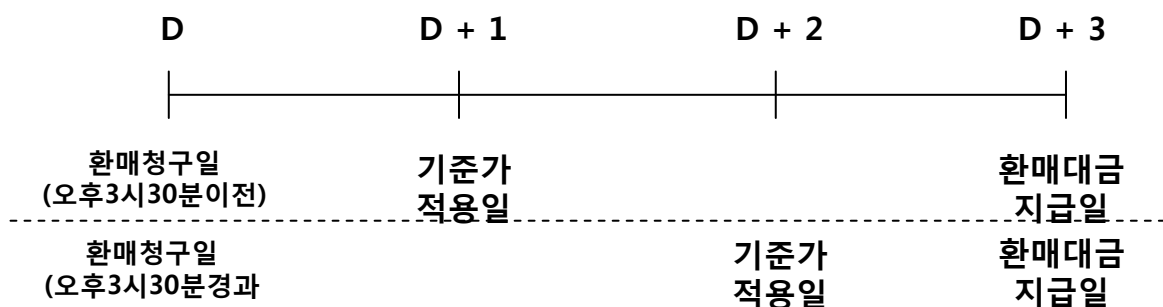 D D + 1 D + 2 D + 3
환매청구일
(오후3시30분이전)
기준가
적용일
환매대금
지급일
환매청구일
(오후3시30분경과
기준가
적용일
환매대금
지급일